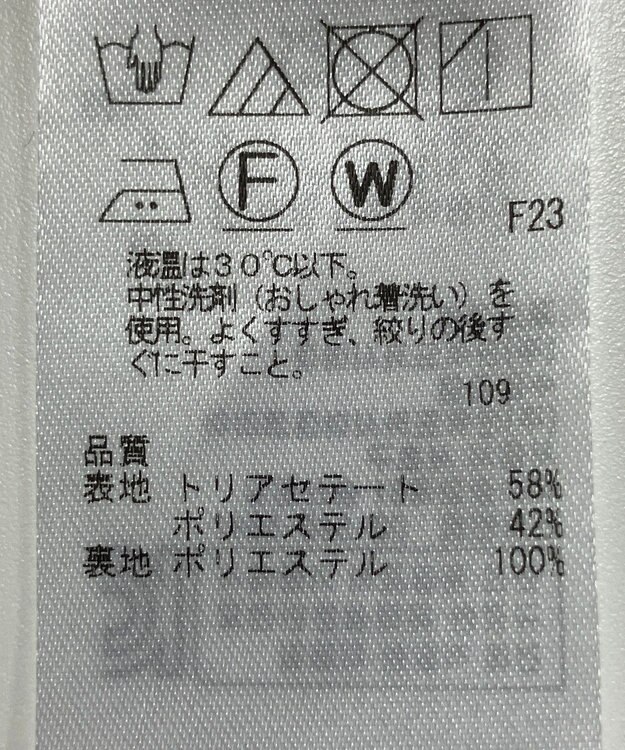 F W F23
液温は30℃以下。
中性洗剤（おしゃれ着洗い）を
使用。よくすすぎ、絞りの後す
ぐに干すこと。
109
品質
表地 トリアセテート 58%
ポリエステル 42%
裏地 ポリエステル 100%